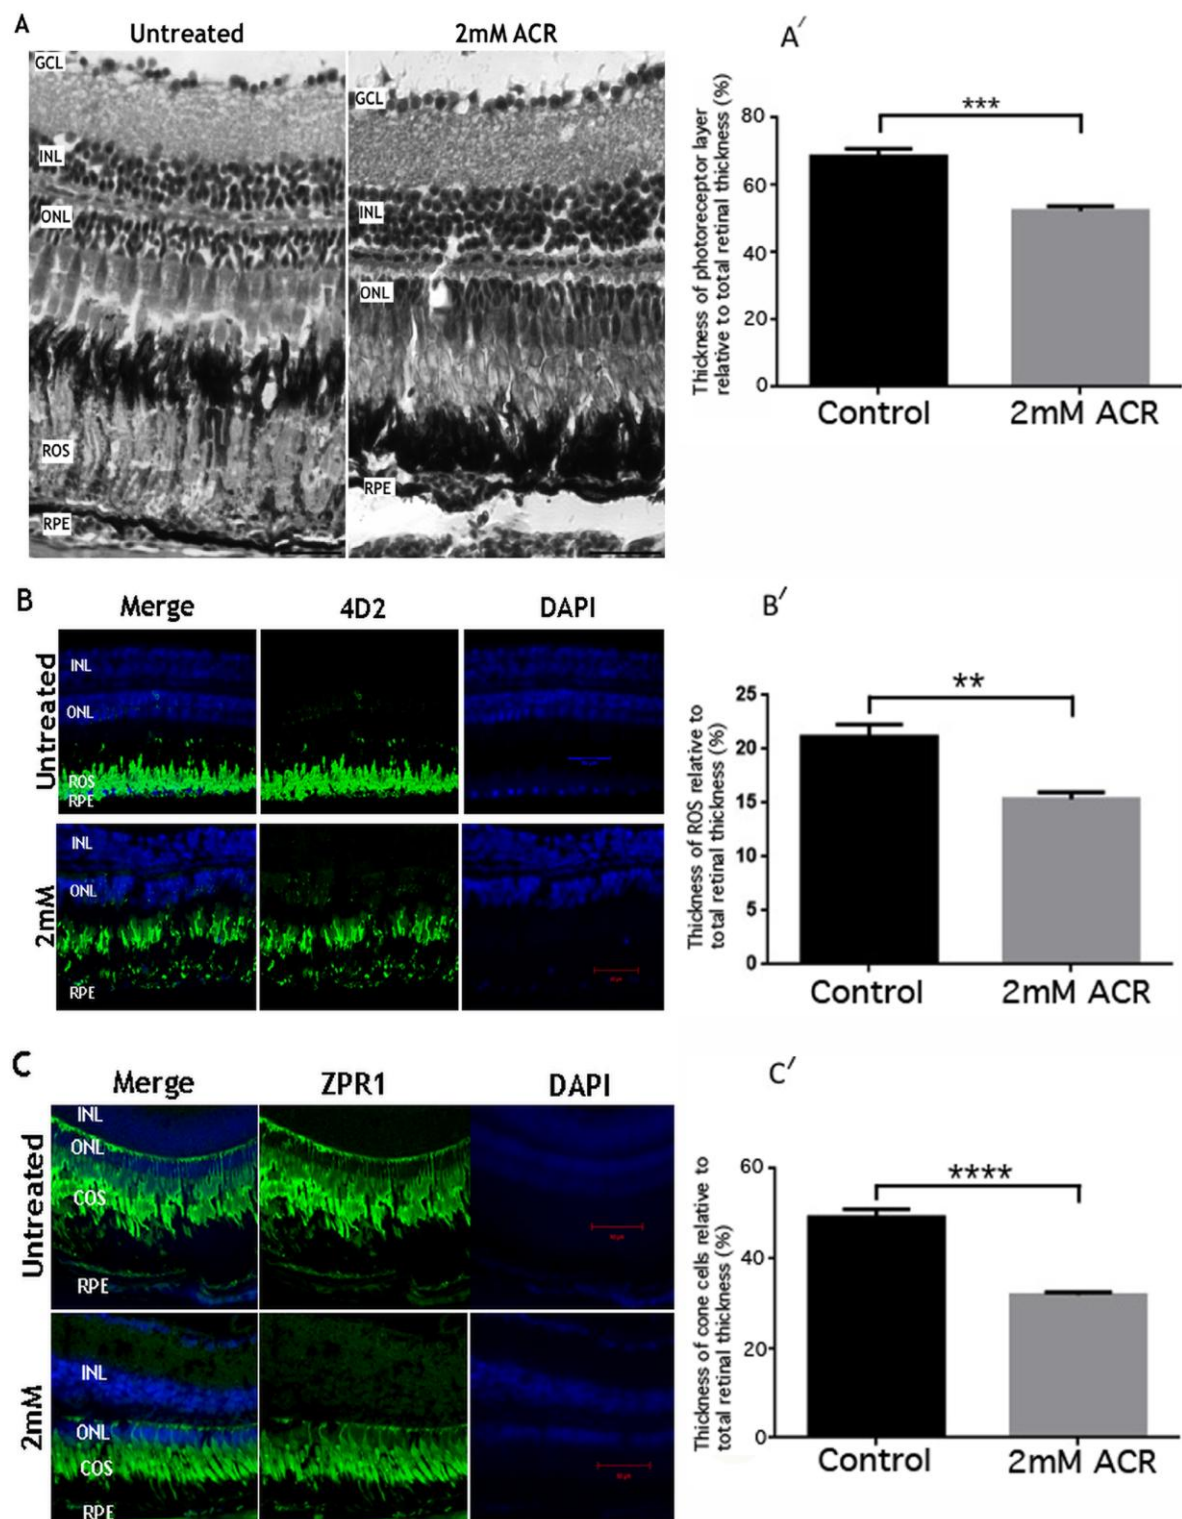 A
Untreated
2mM ACR
GCL
INL
ONL
ROS
RPE
GCL
INL
ONL
RPE
A′
Thickness of photoreceptor layer
relative to total retinal thickness (%)
80
60
40
20
0
***
Control
2mM ACR
B
Merge
4D2
DAPI
Untreated
INL
ONL
ROS
RPE
2mM
INL
ONL
RPE
B′
Thickness of ROS relative to
total retinal thickness (%)
25
20
15
10
5
0
**
Control
2mM ACR
C
Merge
ZPR1
DAPI
Untreated
INL
ONL
COS
RPE
2mM
INL
ONL
COS
RPE
C′
Thickness of cone cells relative to
total retinal thickness (%)
60
40
20
0
****
Control
2mM ACR